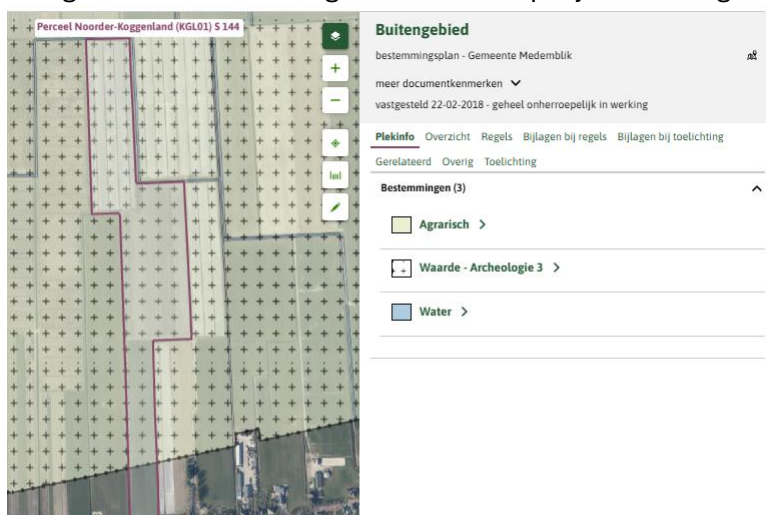 Perceel Noorder-Koggenland (KGL01) S 144
Buitengebied
bestemmingsplan - Gemeente Medemblik
meer documentkenmerken
vastgesteld 22-02-2018 - geheel onherroepelijk in werking
Plekinfo Overzicht Regels Bijlagen bij regels Bijlagen bij toelichting
Gerelateerd Overig Toelichting
Bestemmingen (3)
Agrarisch
Waarde - Archeologie 3
Water